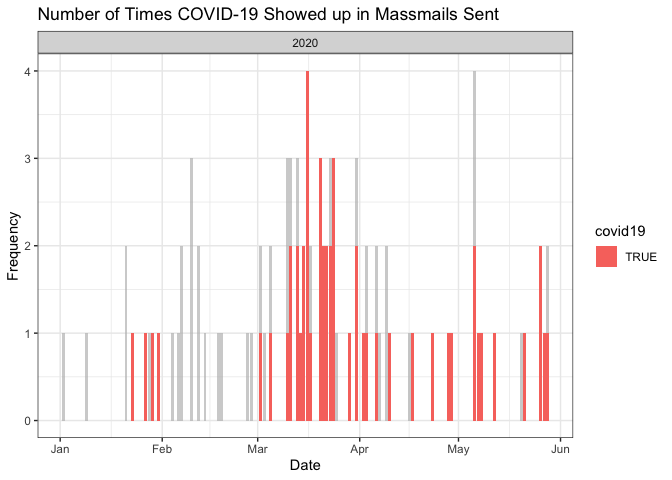 Number of Times COVID-19 Showed up in Massmails Sent
2020
4
3
2
1
0
Frequency
Jan Feb Mar Apr May Jun
Date
covid19
TRUE